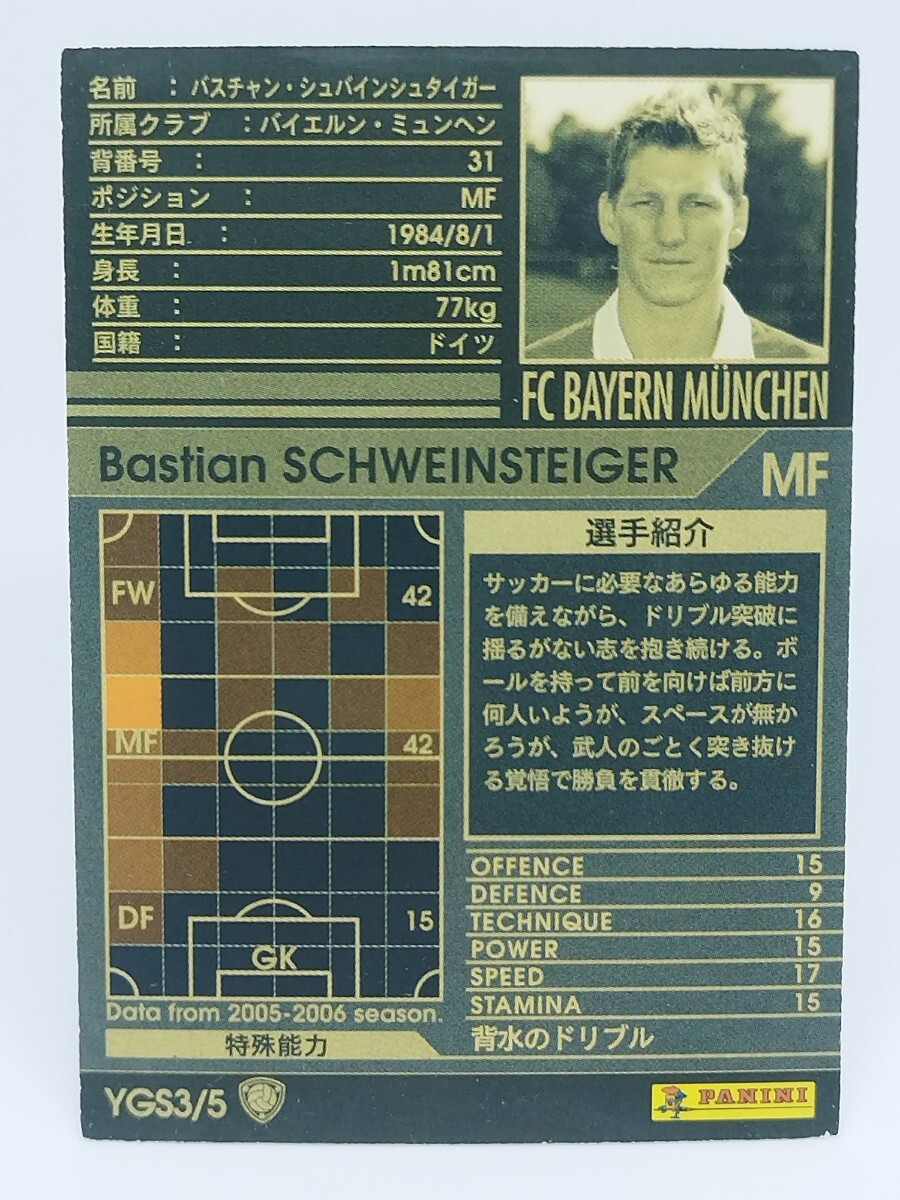 名前 : バスチャン・シュバインシュタイガー
所属クラブ : バイエルン・ミュンヘン
背番号 : 31
ポジション : MF
生年月日 : 1984/8/1
身長 : 1m81cm
体重 : 77kg
国籍 : ドイツ
FC BAYERN MÜNCHEN
Bastian SCHWEINSTEIGER MF
FW 42
MF 42
DF 15
GK
Data from 2005-2006 season.
選手紹介
サッカーに必要なあらゆる能力
を備えながら、ドリブル突破に
揺るがない志を抱き続ける。ボ
ールを持って前を向けば前方に
何人いようが、スペースが無か
ろうが、武人のごとく突き抜け
る覚悟で勝負を貫徹する。
OFFENCE 15
DEFENCE 9
TECHNIQUE 16
POWER 15
SPEED 17
STAMINA 15
特殊能力 背水のドリブル
YGS3/5
PANINI